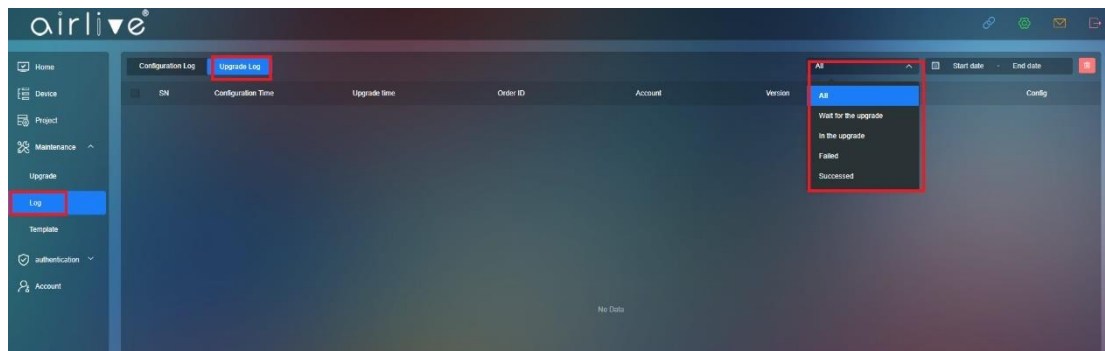 airlive®
Home
Device
Project
Maintenance
Upgrade
Log
Template
authentication
Account
Configuration Log Upgrade Log All Start date - End date
SN Configuration Time Upgrade time Order ID Account Version Config
All
Wait for the upgrade
In the upgrade
Failed
Successed
No Data